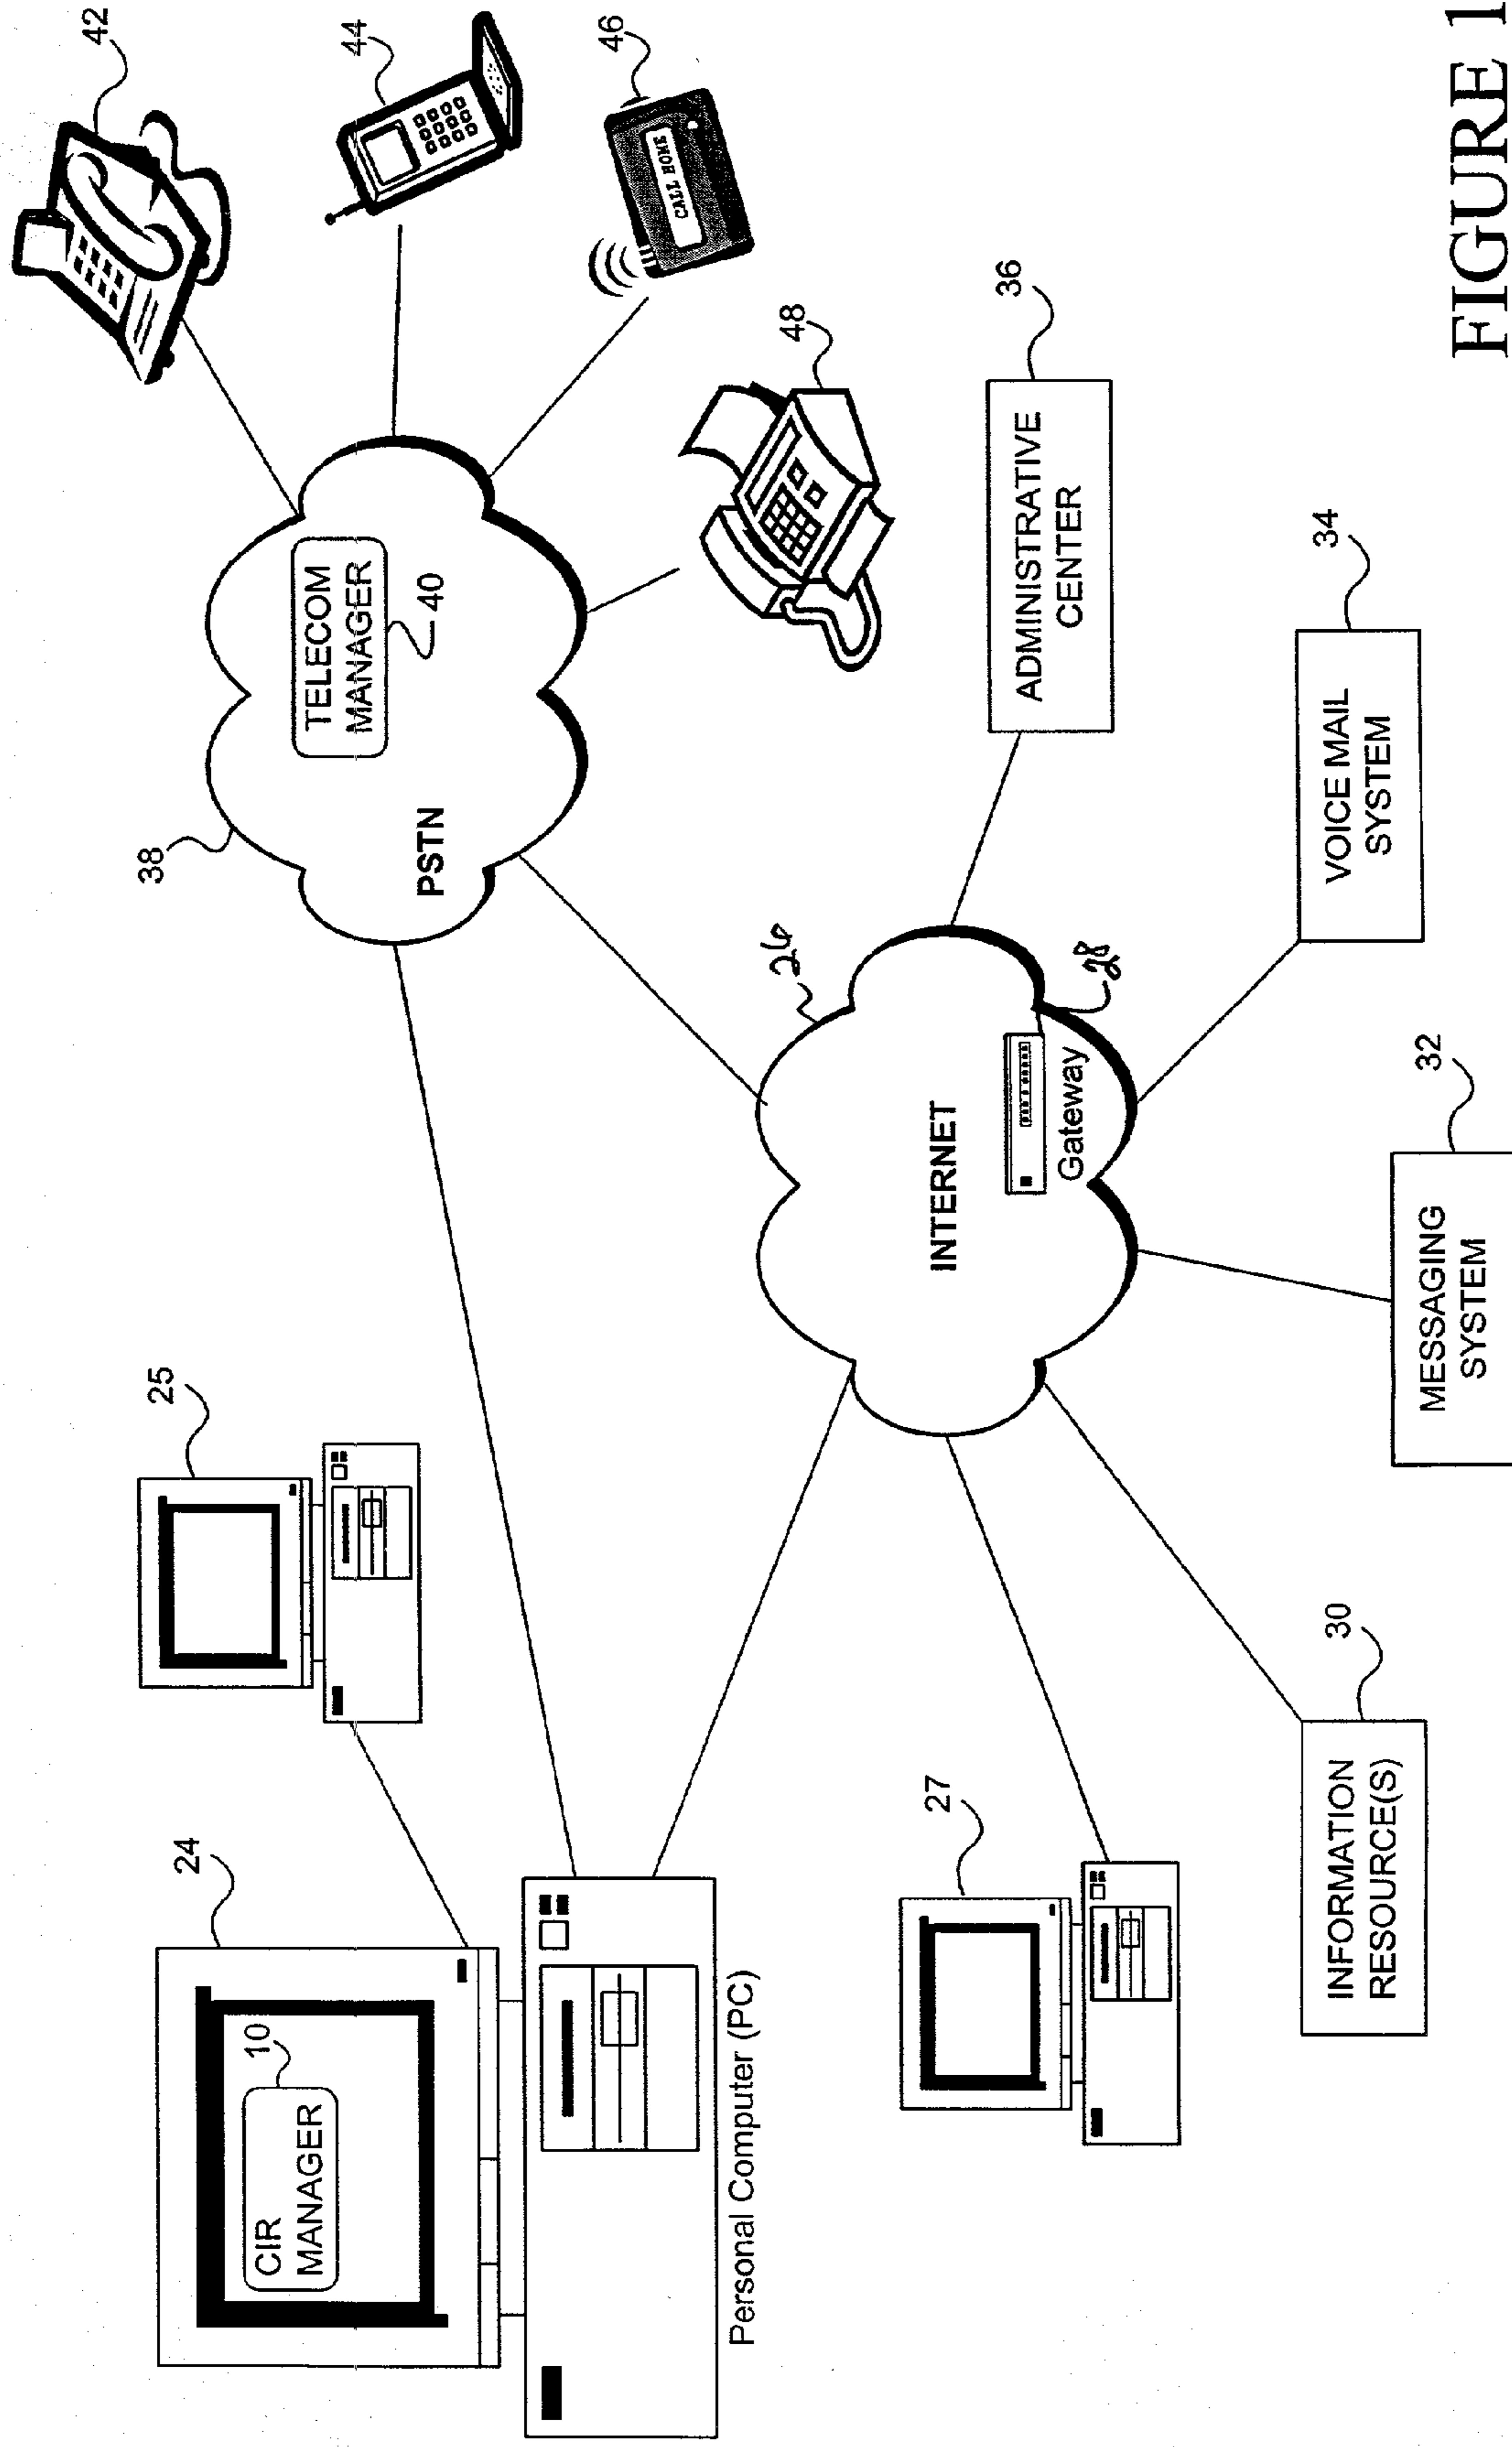 42
44
CALL HOME
46
TELECOM
MANAGER
40
38
PSTN
48
ADMINISTRATIVE
CENTER
36
25
24
CIR
MANAGER
10
Personal Computer (PC)
26
INTERNET
Gateway
28
27
INFORMATION
RESOURCE(S)
30
MESSAGING
SYSTEM
32
VOICE MAIL
SYSTEM
34
FIGURE 1